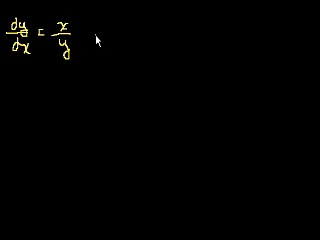 dy/dx = x/y